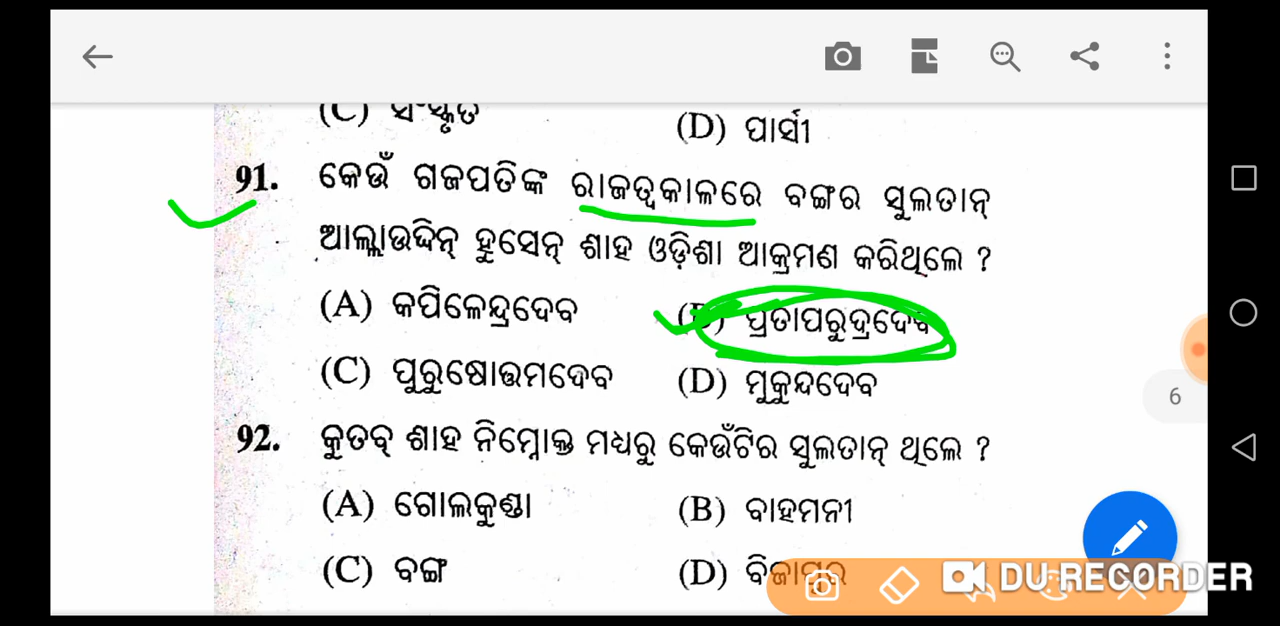 (C) ସଂସ୍କୃତ (D) ପାର୍ସୀ
91. କେଉଁ ଗଜପତିଙ୍କ ରାଜତ୍ୱକାଳରେ ବଙ୍ଗର ସୁଲତାନ୍
ଆଲ୍ଲାଉଦ୍ଦିନ୍ ହୁସେନ୍ ଶାହ ଓଡ଼ିଶା ଆକ୍ରମଣ କରିଥିଲେ ?
(A) କପିଳେନ୍ଦ୍ରଦେବ (B) ପ୍ରତାପରୁଦ୍ରଦେବ
(C) ପୁରୁଷୋତ୍ତମଦେବ (D) ମୁକୁନ୍ଦଦେବ
6
92. କୁତବ୍ ଶାହ ନିମ୍ନୋକ୍ତ ମଧ୍ୟରୁ କେଉଁଟିର ସୁଲତାନ୍ ଥିଲେ ?
(A) ଗୋଲକୁଣ୍ଡା (B) ବାହମନୀ
(C) ବଙ୍ଗ (D) ବିଜାପୁର
DU RECORDER